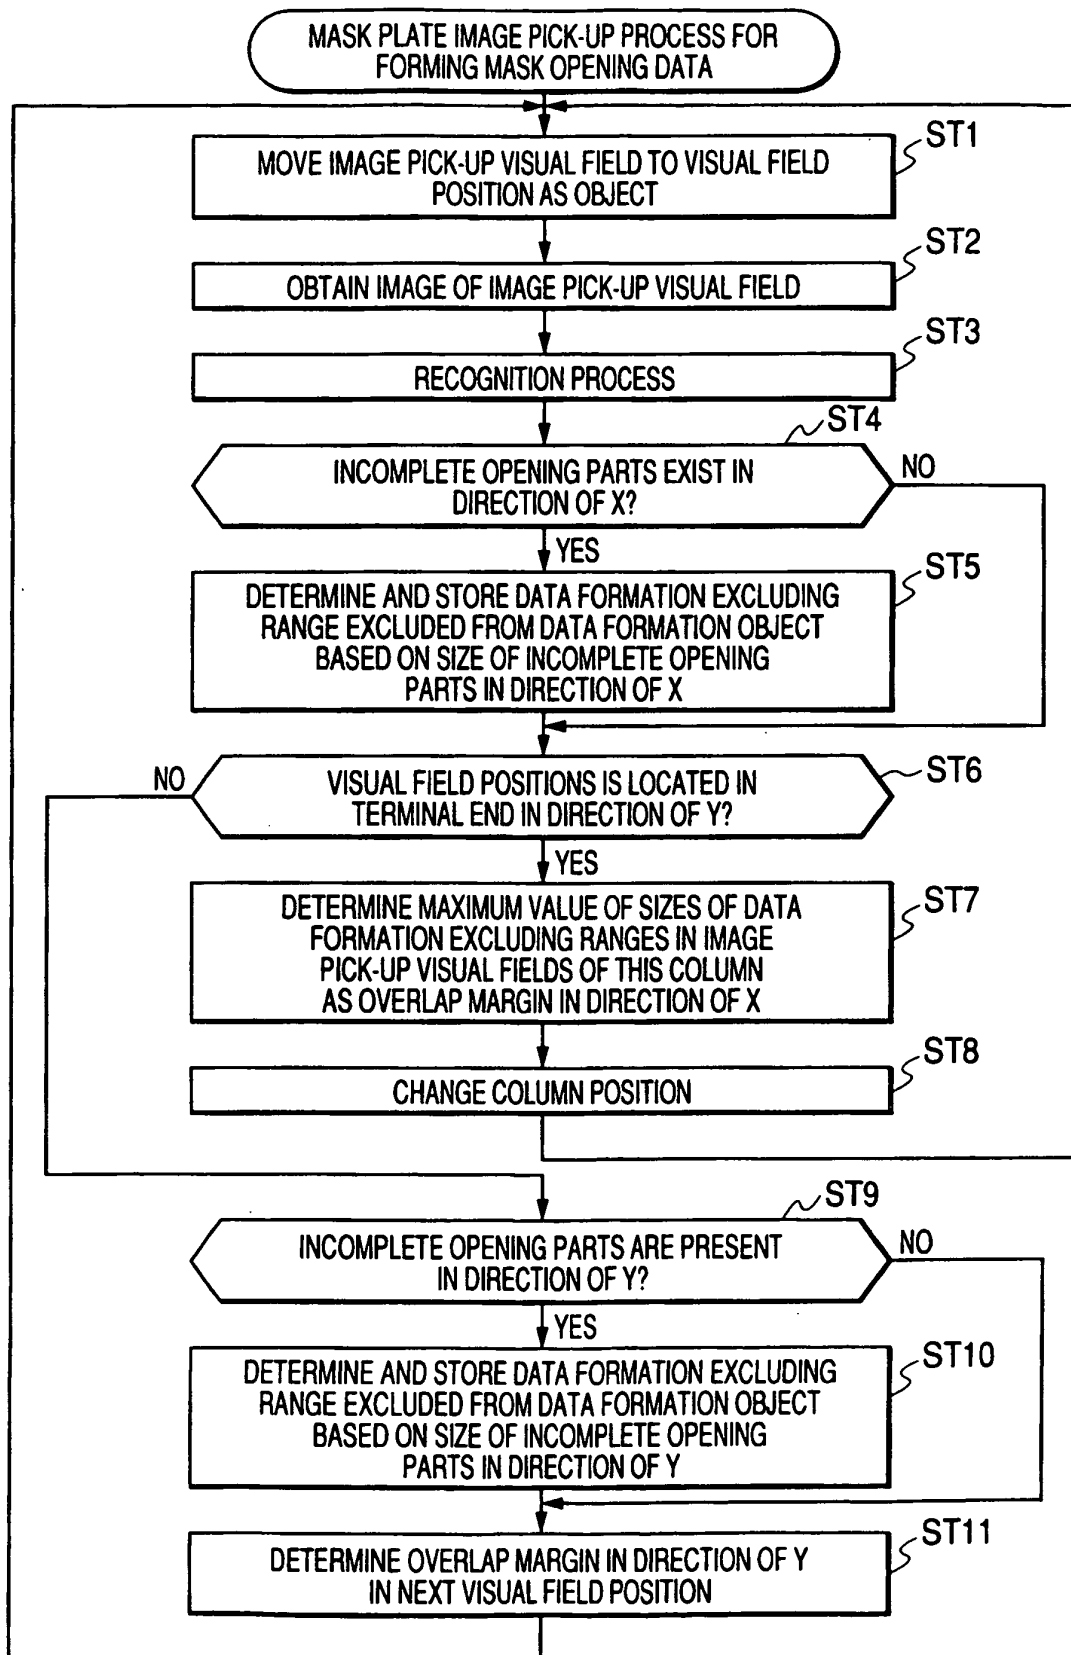 MASK PLATE IMAGE PICK-UP PROCESS FOR
FORMING MASK OPENING DATA
ST1
MOVE IMAGE PICK-UP VISUAL FIELD TO VISUAL FIELD
POSITION AS OBJECT
ST2
OBTAIN IMAGE OF IMAGE PICK-UP VISUAL FIELD
ST3
RECOGNITION PROCESS
ST4
INCOMPLETE OPENING PARTS EXIST IN
DIRECTION OF X?
NO
YES
ST5
DETERMINE AND STORE DATA FORMATION EXCLUDING
RANGE EXCLUDED FROM DATA FORMATION OBJECT
BASED ON SIZE OF INCOMPLETE OPENING
PARTS IN DIRECTION OF X
NO
VISUAL FIELD POSITIONS IS LOCATED IN
TERMINAL END IN DIRECTION OF Y?
ST6
YES
ST7
DETERMINE MAXIMUM VALUE OF SIZES OF DATA
FORMATION EXCLUDING RANGES IN IMAGE
PICK-UP VISUAL FIELDS OF THIS COLUMN
AS OVERLAP MARGIN IN DIRECTION OF X
ST8
CHANGE COLUMN POSITION
ST9
INCOMPLETE OPENING PARTS ARE PRESENT
IN DIRECTION OF Y?
NO
YES
ST10
DETERMINE AND STORE DATA FORMATION EXCLUDING
RANGE EXCLUDED FROM DATA FORMATION OBJECT
BASED ON SIZE OF INCOMPLETE OPENING
PARTS IN DIRECTION OF Y
ST11
DETERMINE OVERLAP MARGIN IN DIRECTION OF Y
IN NEXT VISUAL FIELD POSITION